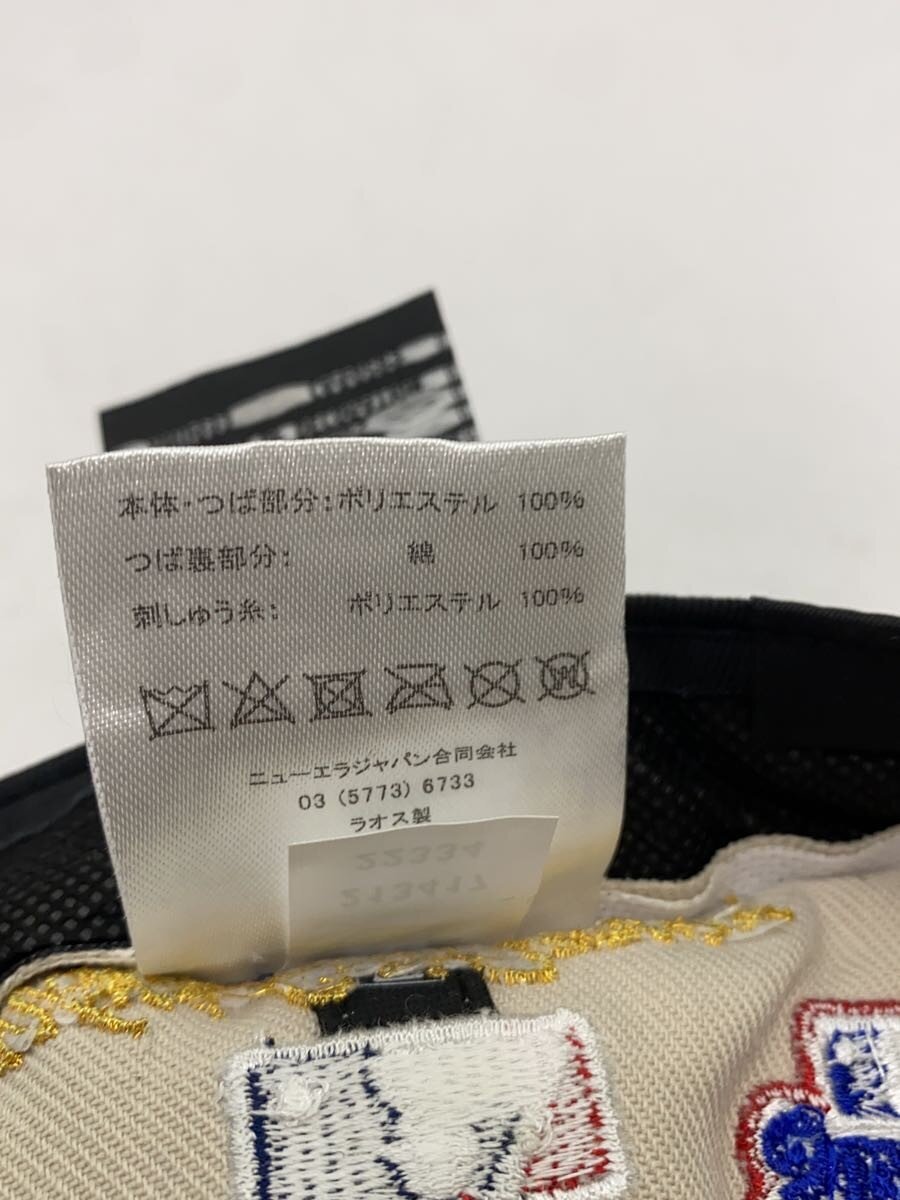 本体・つば部分：ポリエステル 100%
つば裏部分： 綿 100%
刺しゅう糸： ポリエステル 100%
ニューエラジャパン合同会社
03 (5773) 6733
ラオス製
22334
213417